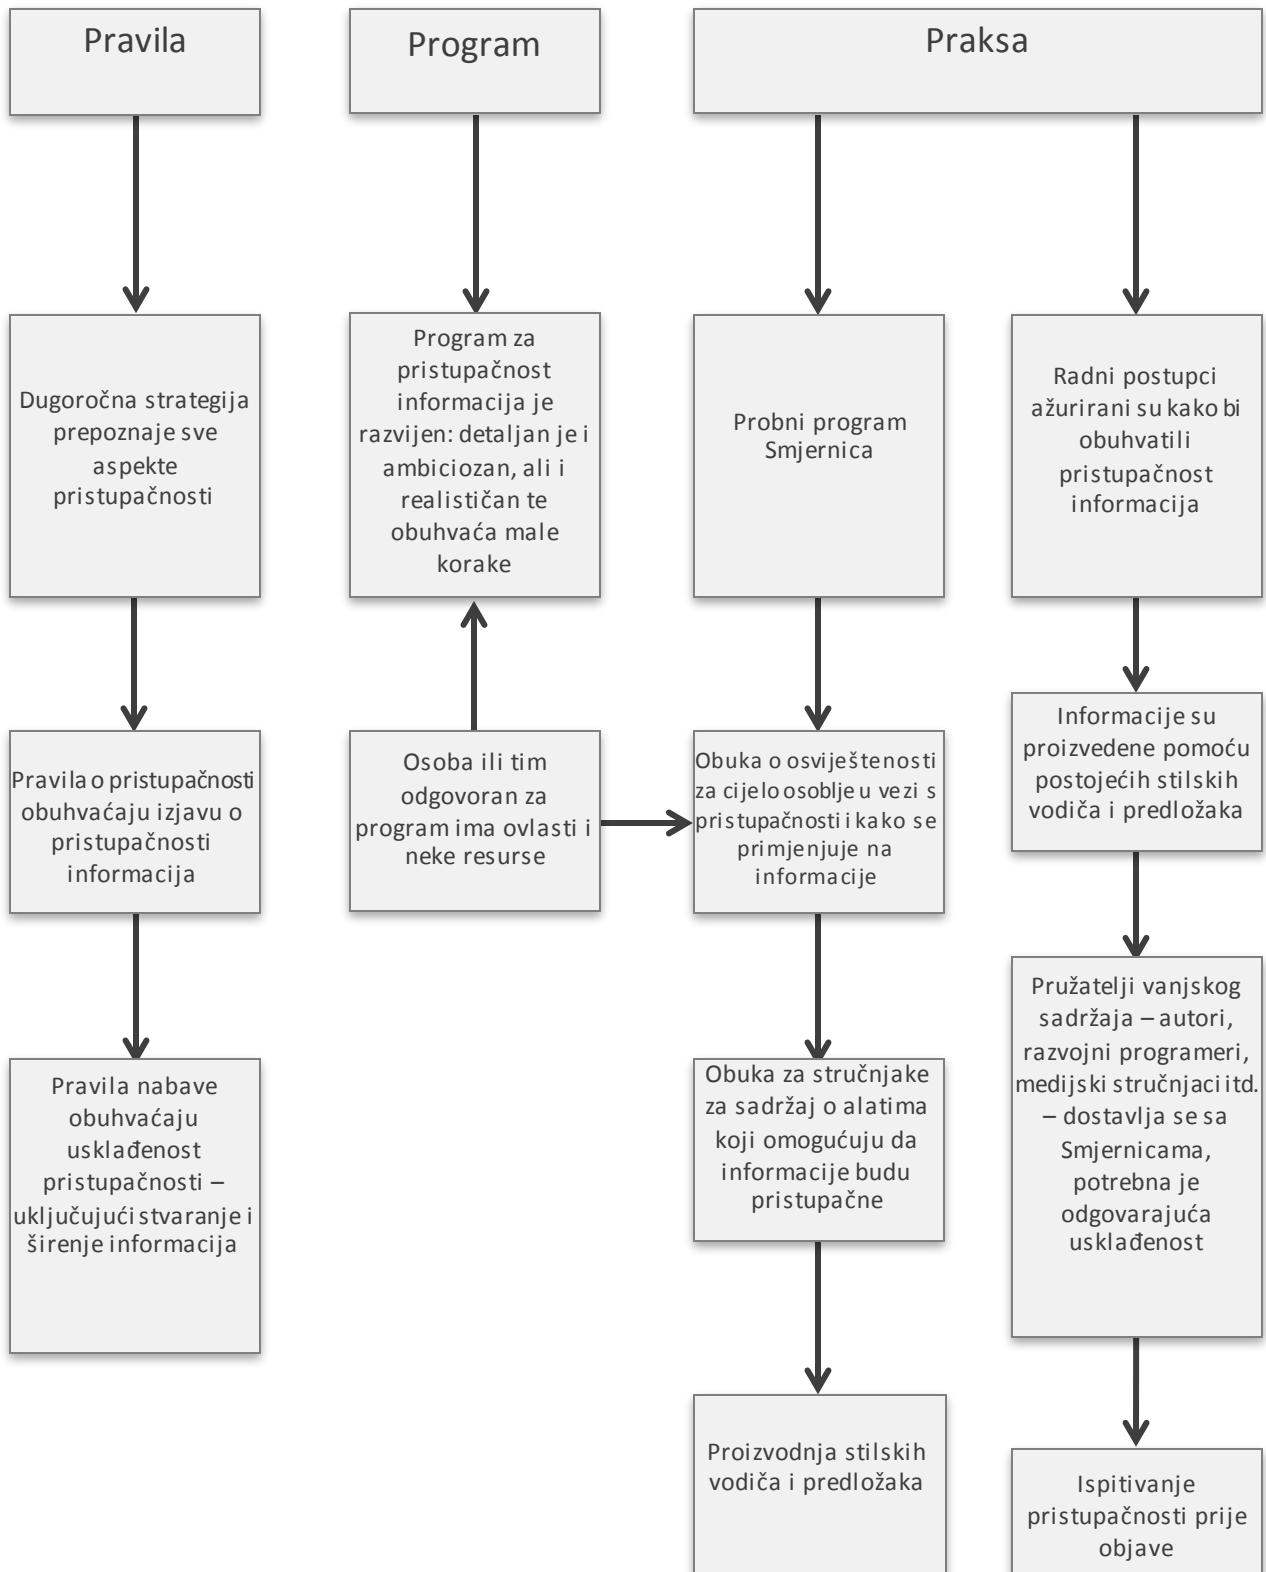 Pravila
Program
Praksa
Dugoročna strategija
prepoznaje sve
aspekte
pristupačnosti
Program za
pristupačnost
informacija je
razvijen: detaljan je i
ambiciozan, ali i
realističan te
obuhvaća male
korake
Probni program
Smjernica
Radni postupci
ažurirani su kako bi
obuhvatili
pristupačnost
informacija
Pravila o pristupačnosti
obuhvaćaju izjavu o
pristupačnosti
informacija
Osoba ili tim
odgovoran za
program ima ovlasti i
neke resurse
Obuka o osviještenosti
za cijelo osoblje u vezi s
pristupačnosti i kako se
primjenjuje na
informacije
Informacije su
proizvedene pomoću
postojećih stilskih
vodiča i predložaka
Pravila nabave
obuhvaćaju
usklađenost
pristupačnosti –
uključujući stvaranje i
širenje informacija
Obuka za stručnjake
za sadržaj o alatima
koji omogućuju da
informacije budu
pristupačne
Pružatelji vanjskog
sadržaja – autori,
razvojni programeri,
medijski stručnjaci itd.
– dostavlja se sa
Smjernicama,
potrebna je
odgovarajuća
usklađenost
Proizvodnja stilskih
vodiča i predložaka
Ispitivanje
pristupačnosti prije
objave